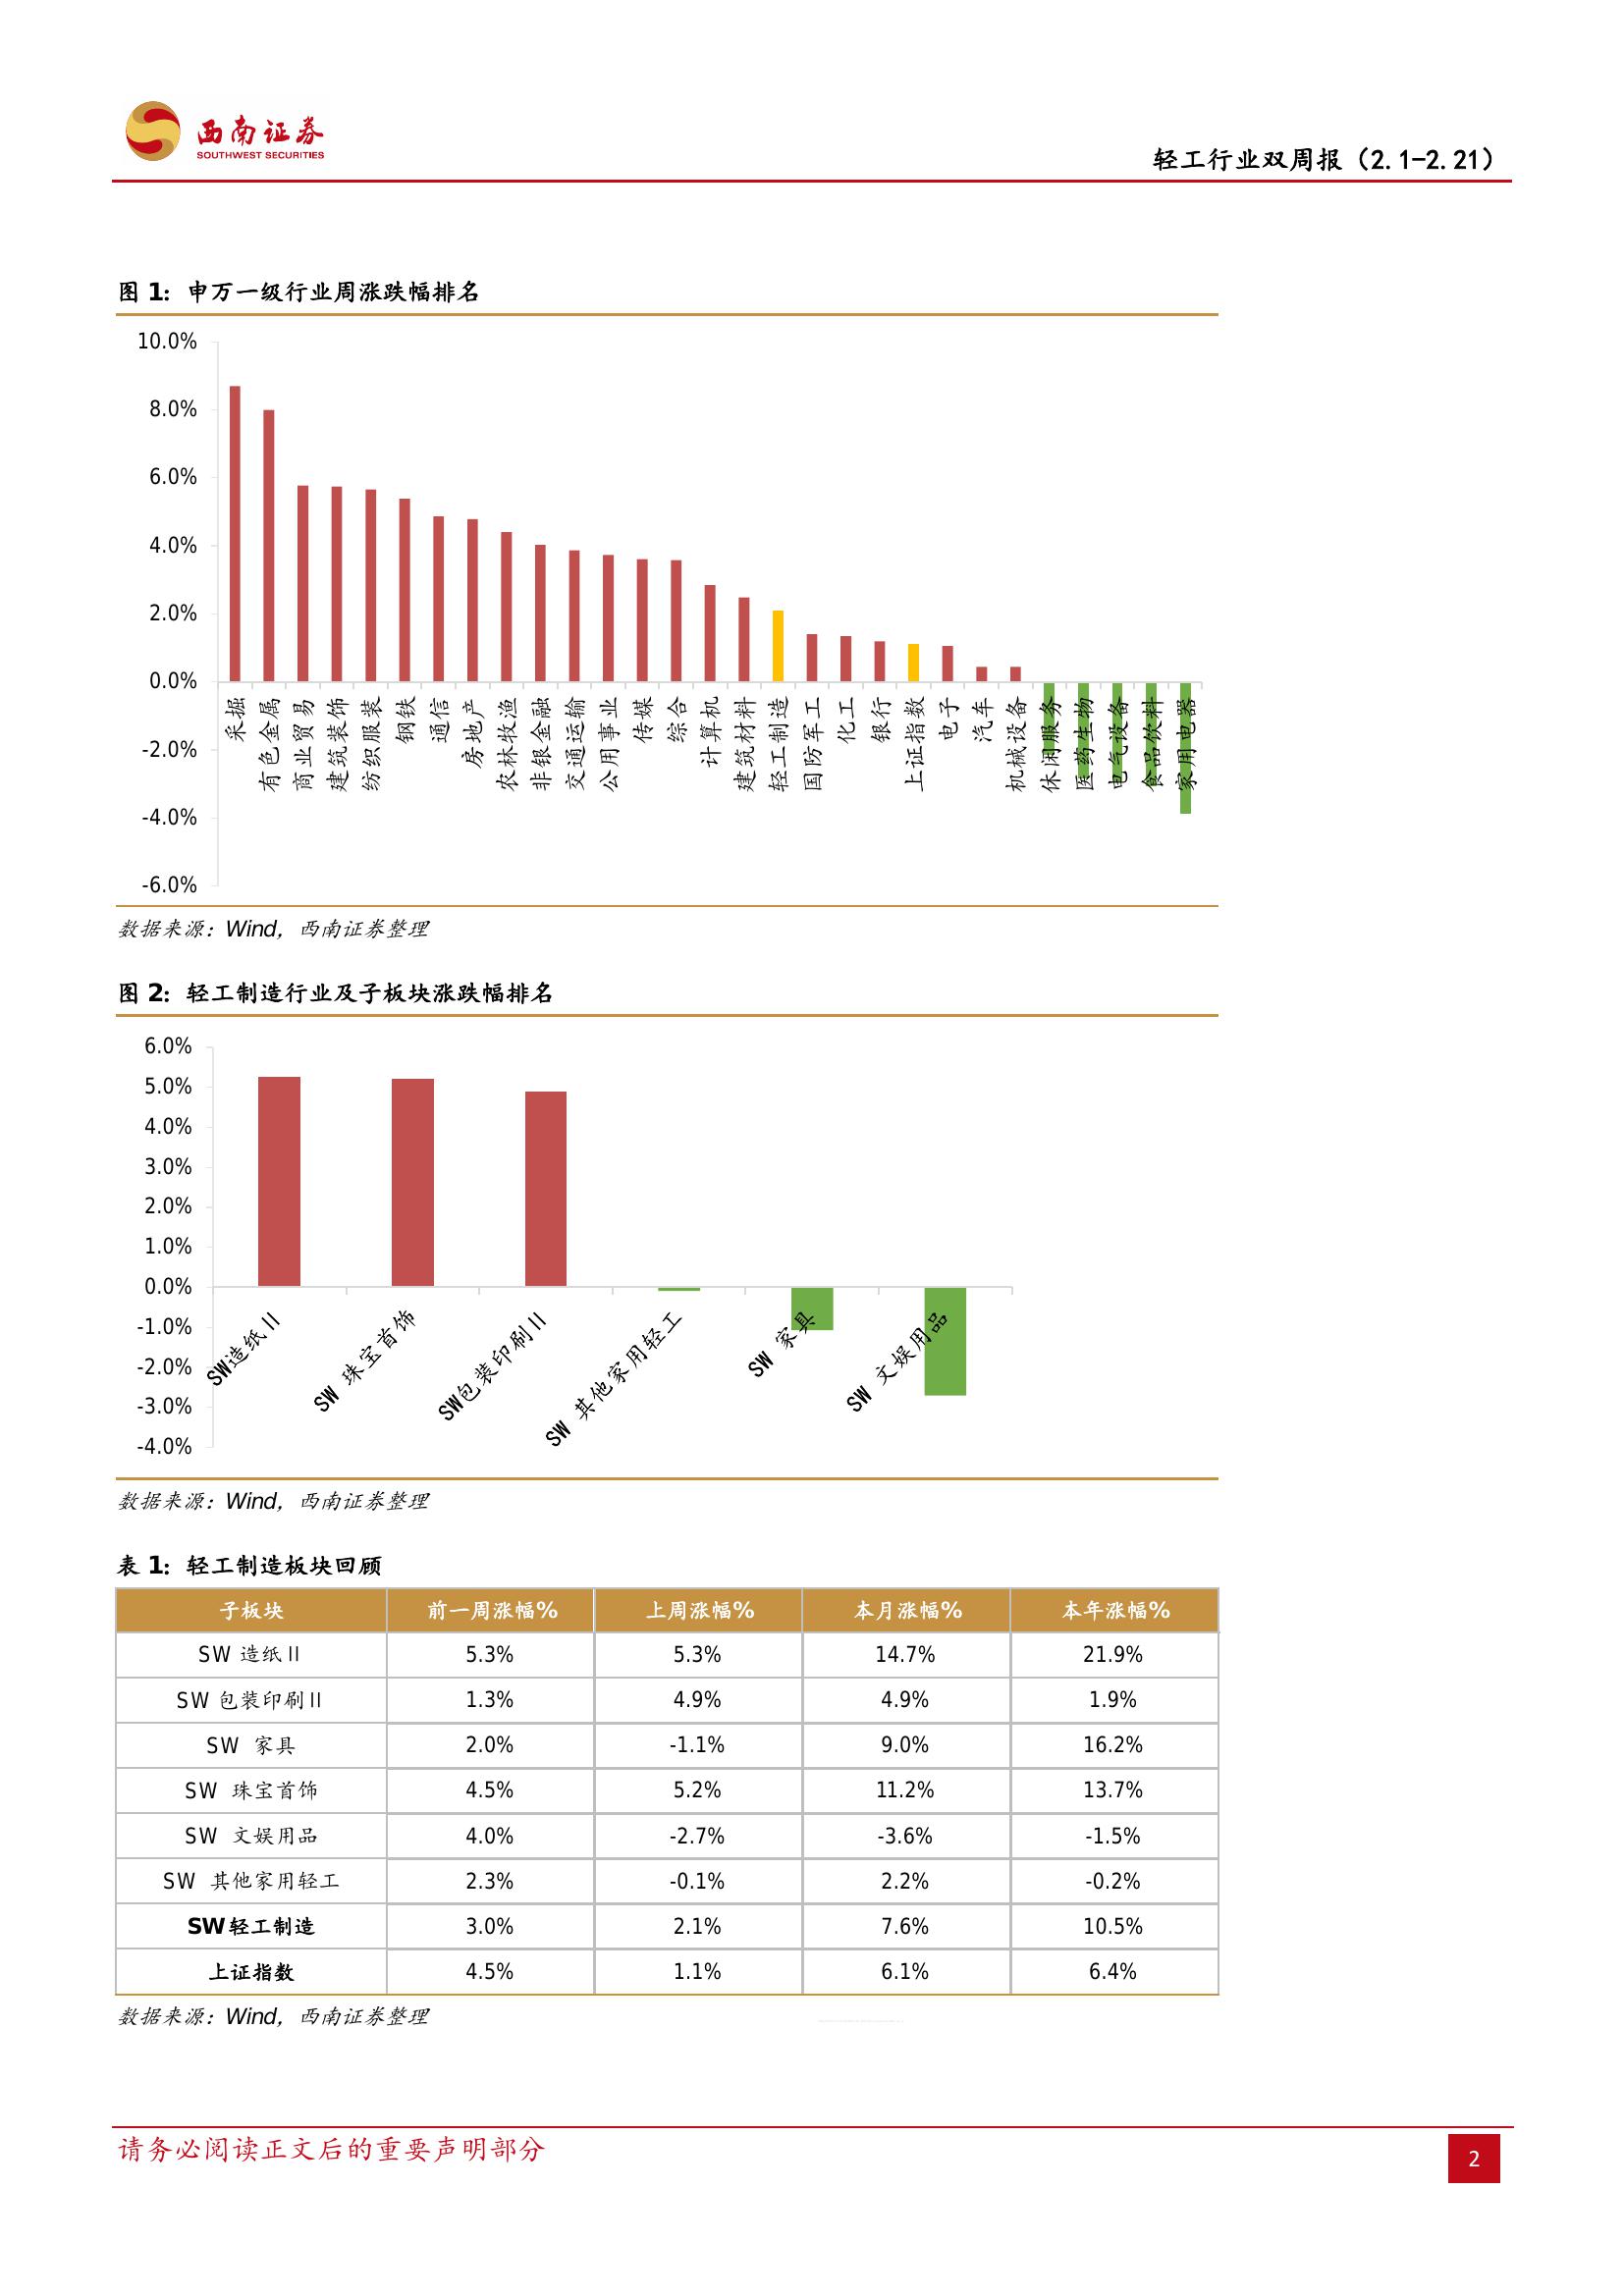 西南证券
SOUTHWEST SECURITIES
轻工行业双周报（2.1-2.21）
图 1：申万一级行业周涨跌幅排名
10.0%
8.0%
6.0%
4.0%
2.0%
0.0%
-2.0%
-4.0%
-6.0%
采掘
有色金属
商业贸易
建筑装饰
纺织服装
钢铁
通信
房地产
农林牧渔
非银金融
交通运输
公用事业
传媒
综合
计算机
建筑材料
轻工制造
国防军工
化工
银行
上证指数
电子
汽车
机械设备
休闲服务
医药生物
电气设备
食品饮料
家用电器
数据来源：Wind，西南证券整理
图 2：轻工制造行业及子板块涨跌幅排名
6.0%
5.0%
4.0%
3.0%
2.0%
1.0%
0.0%
-1.0%
-2.0%
-3.0%
-4.0%
SW造纸Ⅱ
SW 珠宝首饰
SW包装印刷Ⅱ
SW 其他家用轻工
SW 家具
SW 文娱用品
数据来源：Wind，西南证券整理
表 1：轻工制造板块回顾
子板块 前一周涨幅% 上周涨幅% 本月涨幅% 本年涨幅%
SW 造纸Ⅱ 5.3% 5.3% 14.7% 21.9%
SW 包装印刷Ⅱ 1.3% 4.9% 4.9% 1.9%
SW 家具 2.0% -1.1% 9.0% 16.2%
SW 珠宝首饰 4.5% 5.2% 11.2% 13.7%
SW 文娱用品 4.0% -2.7% -3.6% -1.5%
SW 其他家用轻工 2.3% -0.1% 2.2% -0.2%
SW轻工制造 3.0% 2.1% 7.6% 10.5%
上证指数 4.5% 1.1% 6.1% 6.4%
数据来源：Wind，西南证券整理
请务必阅读正文后的重要声明部分
2